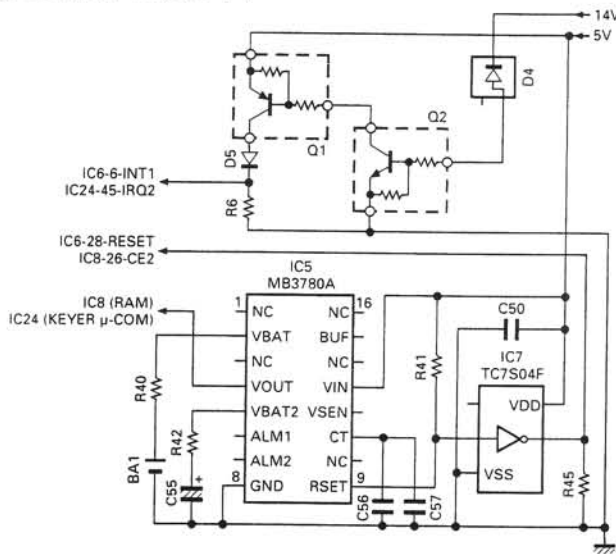 14V
5V
D4
Q2
Q1
D5
IC6-6-INT1
IC24-45-IRQ2
R6
IC6-28-RESET
IC8-26-CE2
IC5
MB3780A
IC8 (RAM)
IC24 (KEYER μ-COM)
1 NC NC 16
VBAT BUF
NC NC
VOUT VIN
VBAT2 VSEN
ALM1 CT
ALM2 NC
8 GND RSET 9
R40
R42
BA1
C55
+
R41
C50
IC7
TC7S04F
VDD
VSS
C56
C57
R45